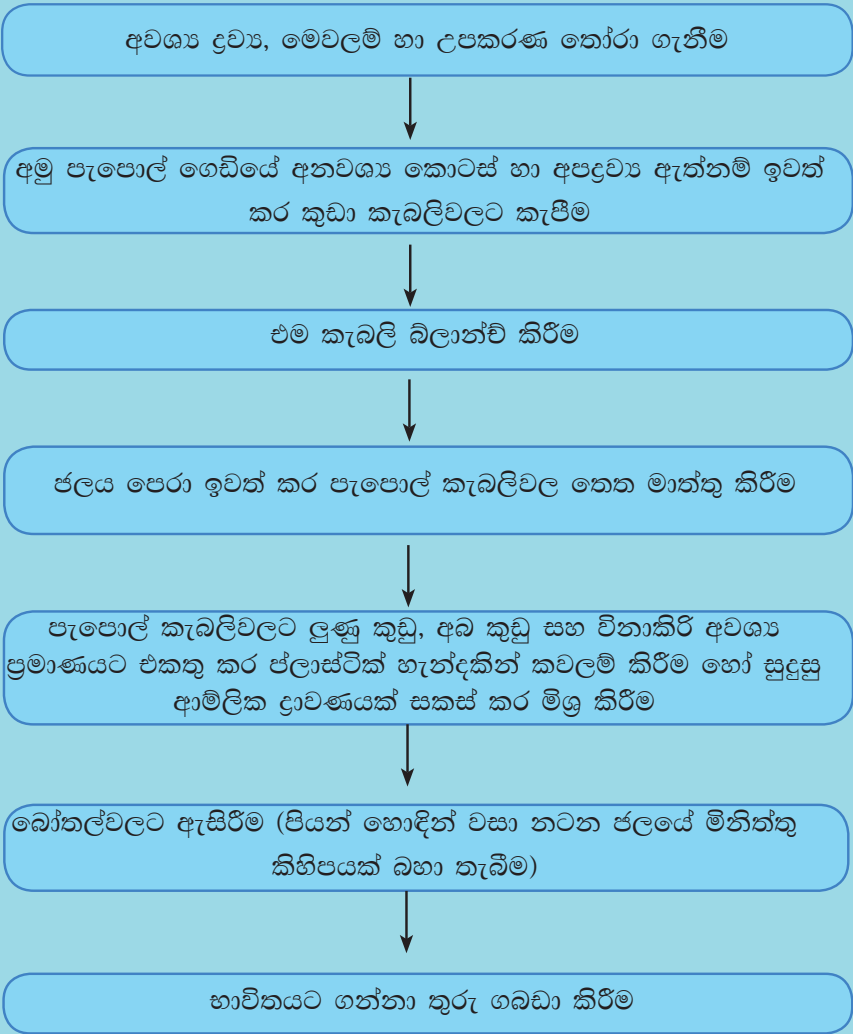 අවශ්‍ය ද්‍රව්‍ය, මෙවලම් හා උපකරණ තෝරා ගැනීම
අමු පැපොල් ගෙඩියේ අනවශ්‍ය කොටස් හා අපද්‍රව්‍ය ඇත්නම් ඉවත්
කර කුඩා කැබලිවලට කැපීම
එම කැබලි බ්ලාන්ච් කිරීම
ජලය පෙරා ඉවත් කර පැපොල් කැබලිවල තෙත මාත්තු කිරීම
පැපොල් කැබලිවලට ලුණු කුඩු, අබ කුඩු සහ විනාකිරි අවශ්‍ය
ප්‍රමාණයට එකතු කර ප්ලාස්ටික් හැන්දකින් කවලම් කිරීම හෝ සුදුසු
ආම්ලික ද්‍රාවණයක් සකස් කර මිශ්‍ර කිරීම
බෝතල්වලට ඇසිරීම (පියන් හොඳින් වසා නටන ජලයේ මිනිත්තු
කිහිපයක් බහා තැබීම)
භාවිතයට ගන්නා තුරු ගබඩා කිරීම